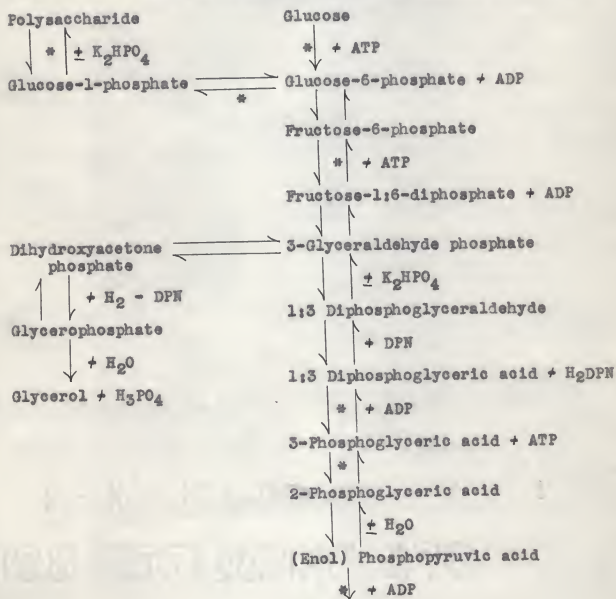 Polysaccharide
* ± K2HPO4
Glucose-1-phosphate
*
Glucose
* + ATP
Glucose-6-phosphate + ADP
Fructose-6-phosphate
* + ATP
Fructose-1:6-diphosphate + ADP
3-Glyceraldehyde phosphate
Dihydroxyacetone
phosphate
+ H2 - DPN
Glycerophosphate
+ H2O
Glycerol + H3PO4
± K2HPO4
1:3 Diphosphoglyceraldehyde
+ DPN
1:3 Diphosphoglyceric acid + H2DPN
* + ADP
3-Phosphoglyceric acid + ATP
*
2-Phosphoglyceric acid
± H2O
(Enol) Phosphopyruvic acid
* + ADP